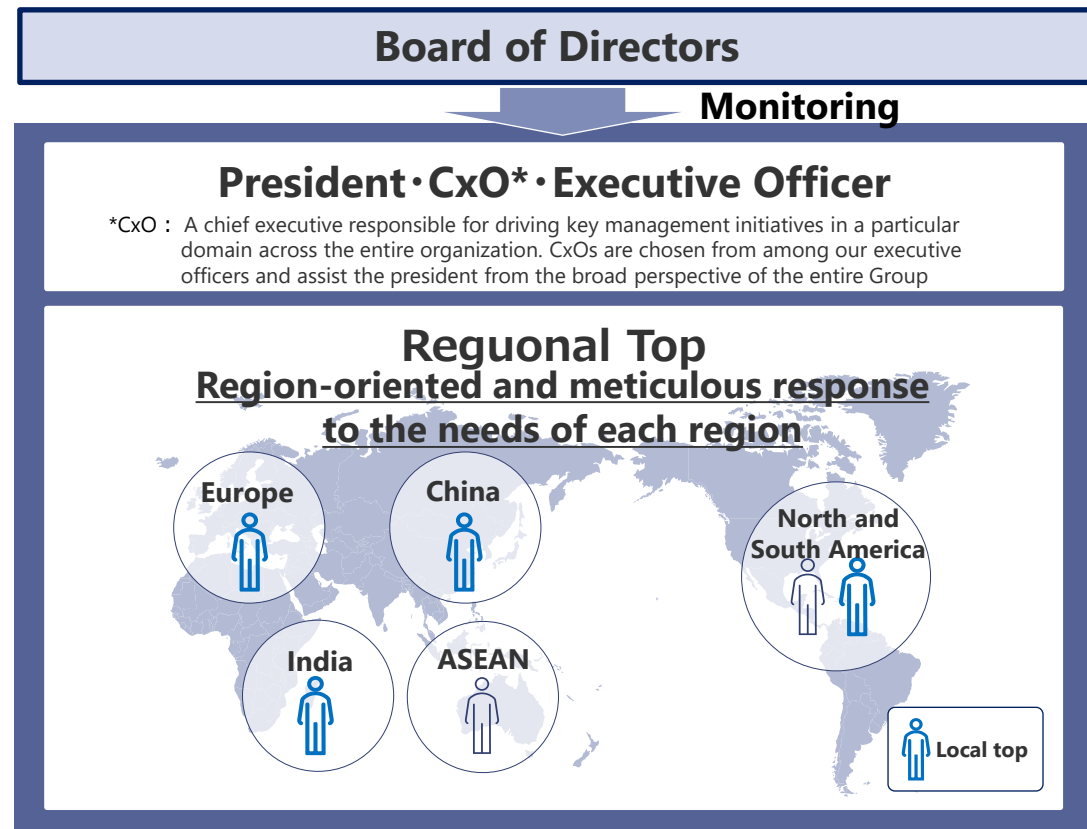 Board of Directors
Monitoring
President・CxO*・Executive Officer
*CxO： A chief executive responsible for driving key management initiatives in a particular
domain across the entire organization. CxOs are chosen from among our executive
officers and assist the president from the broad perspective of the entire Group
Reguonal Top
Region-oriented and meticulous response
to the needs of each region
Europe
China
North and
South America
India
ASEAN
Local top